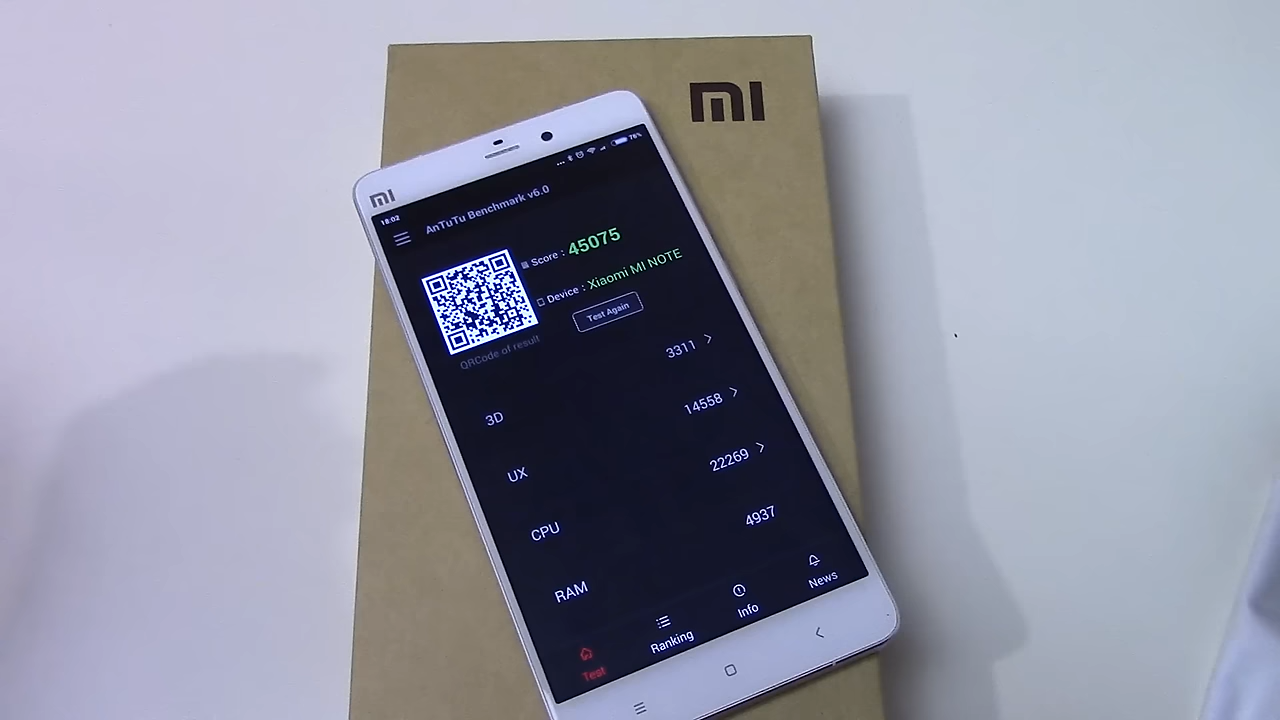 MI
MI
18:02
76%
AnTuTu Benchmark v6.0
Score : 45075
Device : Xiaomi MI NOTE
Test Again
QRCode of result
3D 3311
UX 14558
CPU 22269
RAM 4937
Test Ranking Info News